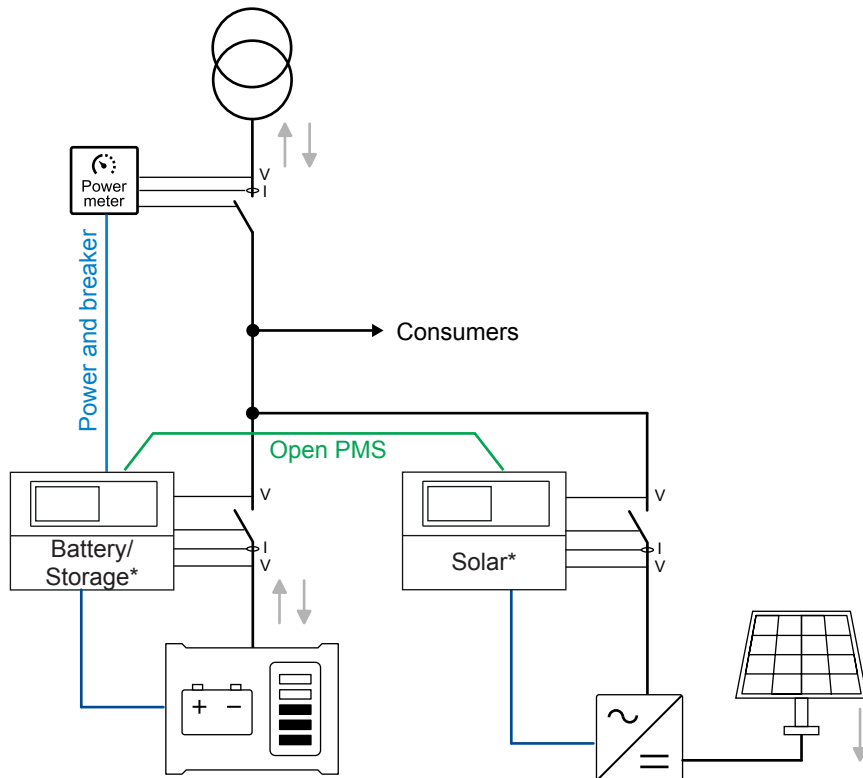 V
I
Power
meter
Power and breaker
Consumers
Open PMS
V
I
V
Battery/
Storage*
V
I
V
Solar*
+ −